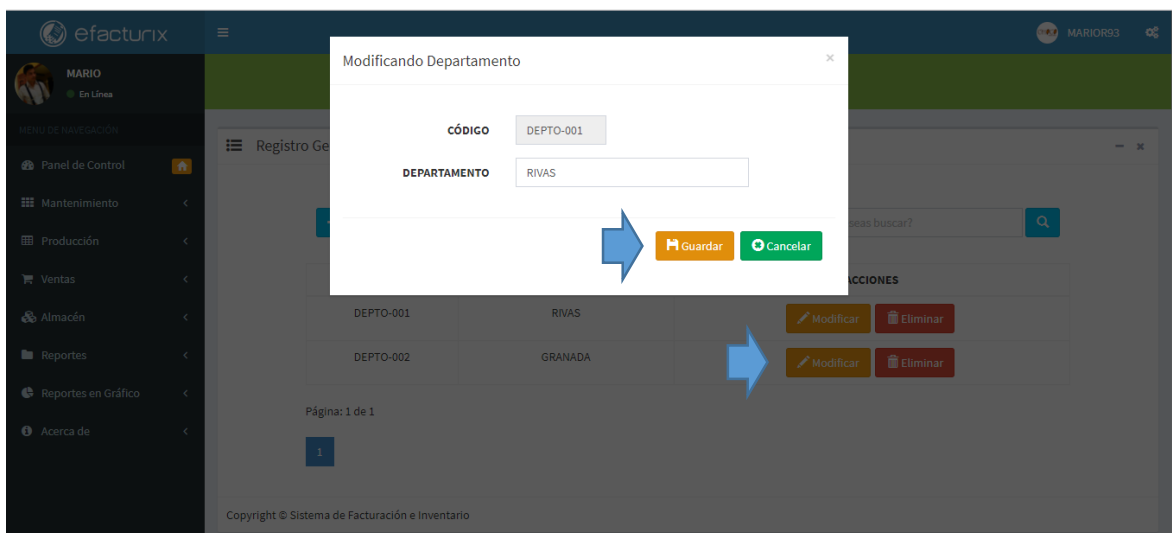 efacturix
MARIOR93
MARIO
En Línea
MENU DE NAVEGACIÓN
Panel de Control
Mantenimiento
Producción
Ventas
Almacén
Reportes
Reportes en Gráfico
Acerca de
Modificando Departamento
×
CÓDIGO DEPTO-001
DEPARTAMENTO RIVAS
Guardar Cancelar
Registro Ge
seas buscar?
ACCIONES
DEPTO-001 RIVAS Modificar Eliminar
DEPTO-002 GRANADA Modificar Eliminar
Página: 1 de 1
1
Copyright © Sistema de Facturación e Inventario